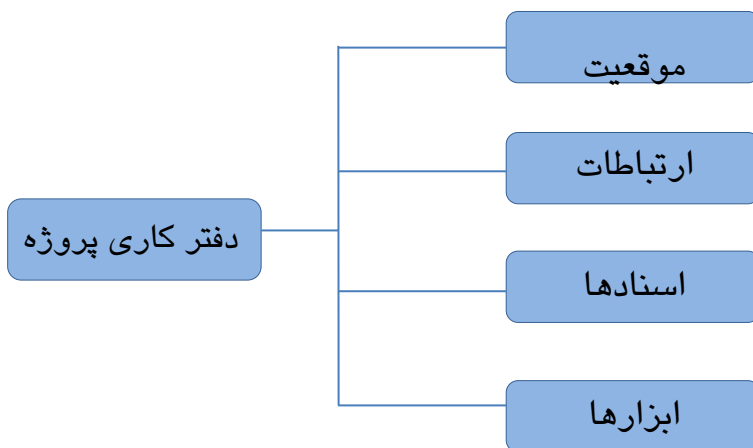 موقعیت
ارتباطات
دفتر کاری پروژه
اسنادها
ابزارها